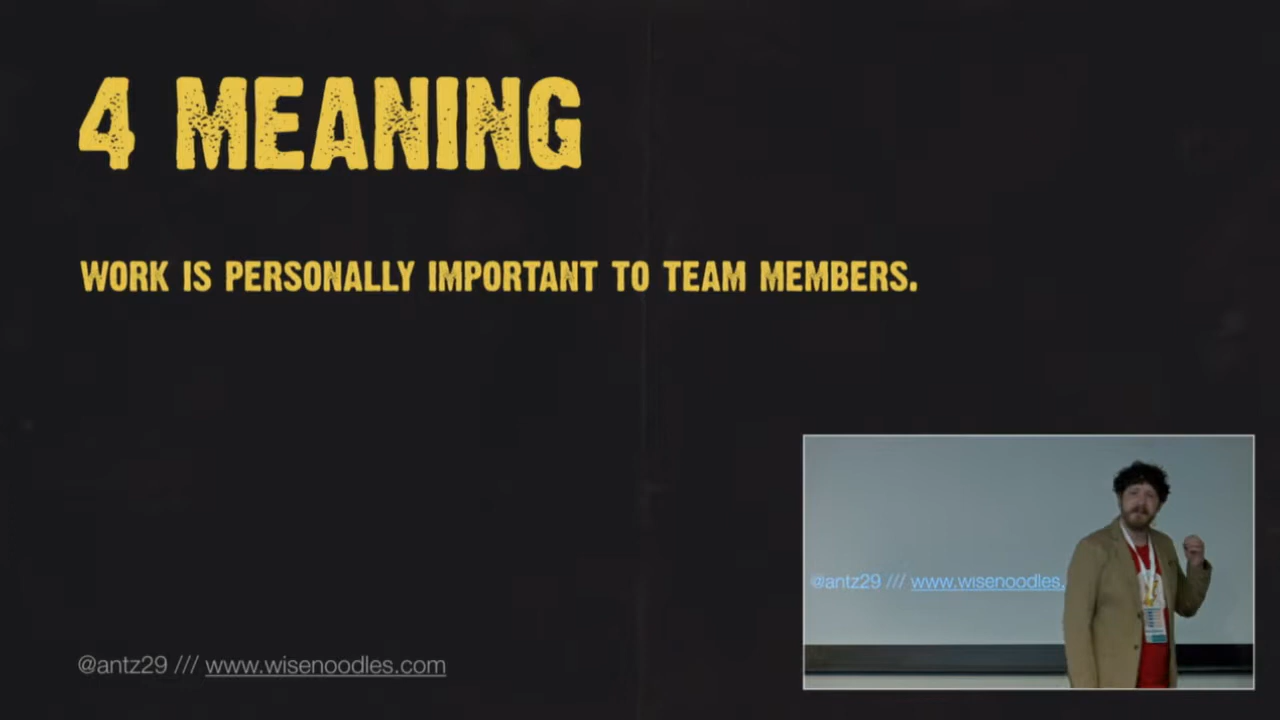 4 MEANING
WORK IS PERSONALLY IMPORTANT TO TEAM MEMBERS.
@antz29 /// www.wisenoodles.
@antz29 /// www.wisenoodles.com